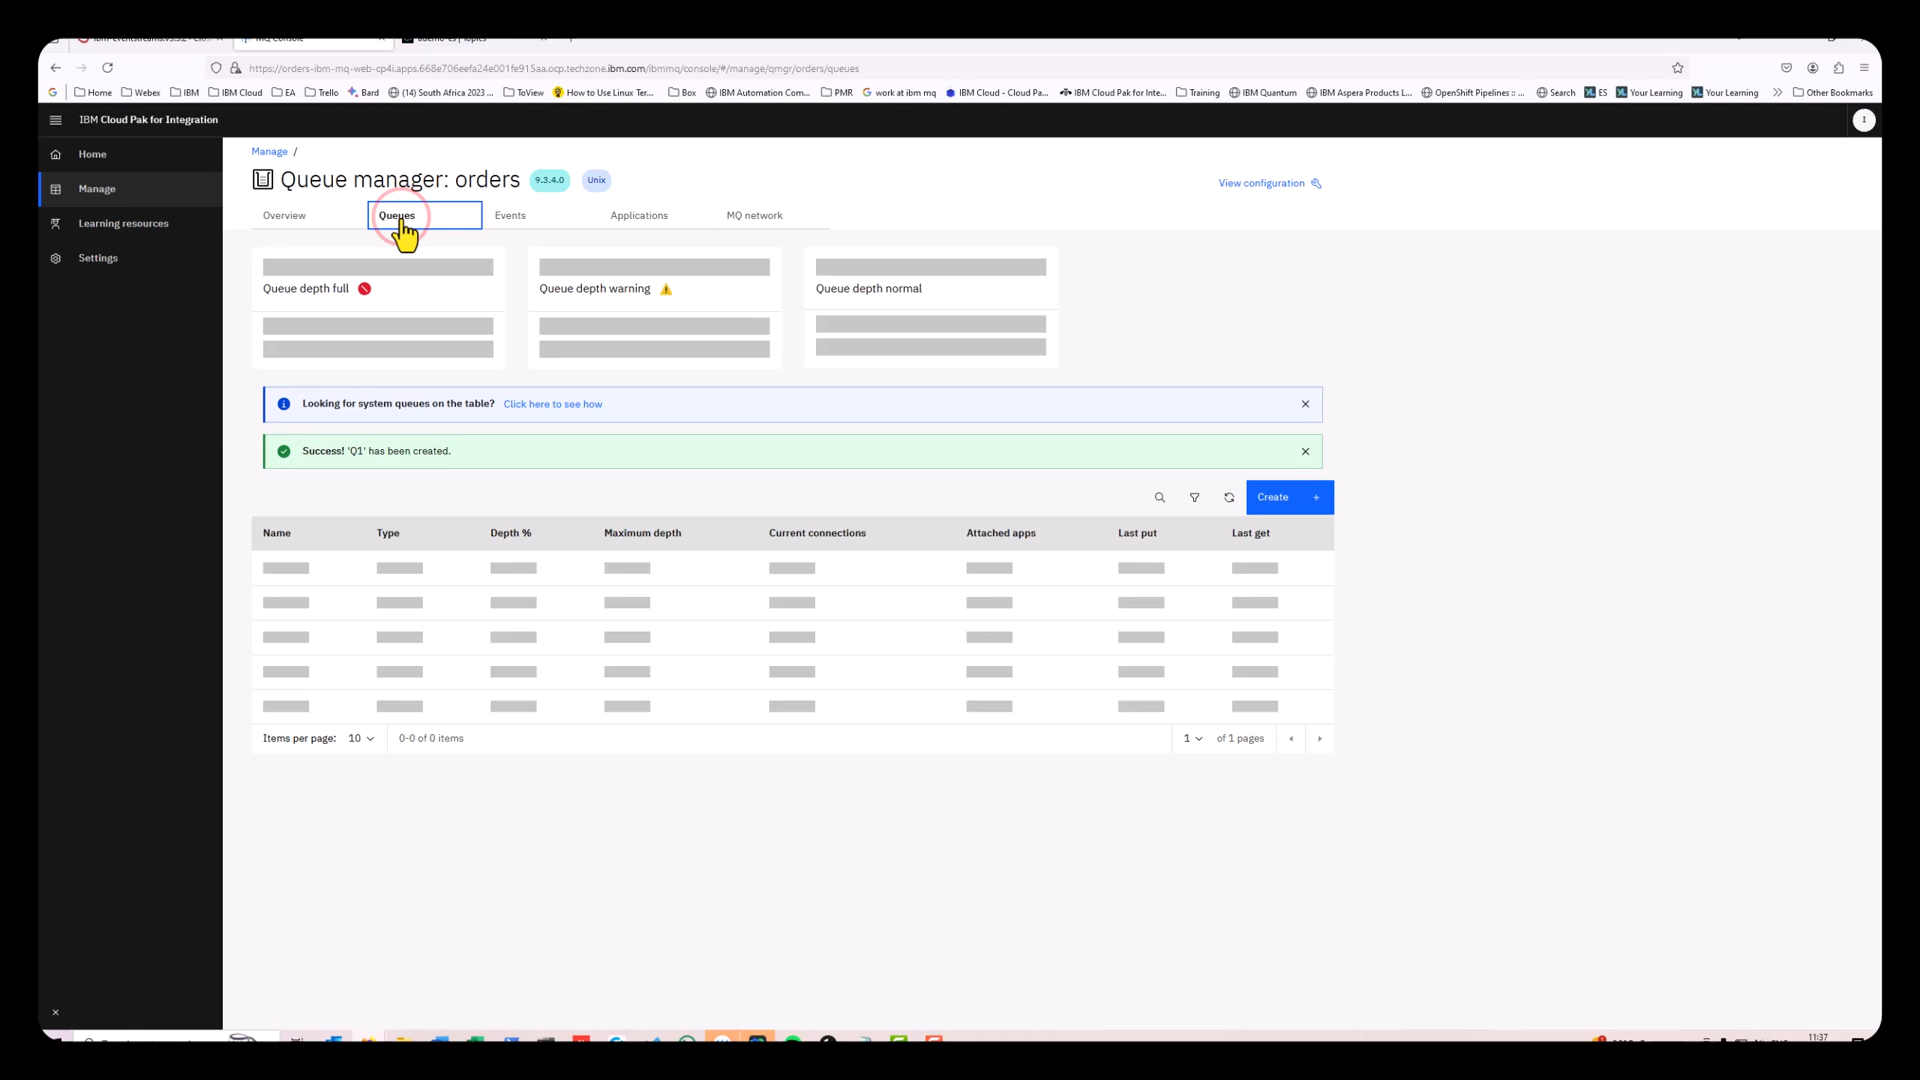 MQ Console
https://orders-ibm-mq-web-cp4i.apps.668e706eefa24e001fe915aa.ocp.techzone.ibm.com/ibmmq/console/#/manage/qmgr/orders/queues
Home Webex IBM IBM Cloud EA Trello Bard (14) South Africa 2023 ... ToView How to Use Linux Ter... Box IBM Automation Com... PMR work at ibm mq IBM Cloud - Cloud Pa... IBM Cloud Pak for Inte... Training IBM Quantum IBM Aspera Products L... OpenShift Pipelines :: ... Search ES Your Learning Your Learning Other Bookmarks
IBM Cloud Pak for Integration
I
Home
Manage
Learning resources
Settings
Manage /
Queue manager: orders 9.3.4.0 Unix
View configuration
Overview Queues Events Applications MQ network
Queue depth full Queue depth warning Queue depth normal
Looking for system queues on the table? Click here to see how
Success! 'Q1' has been created.
Create +
Name Type Depth % Maximum depth Current connections Attached apps Last put Last get
Items per page: 10 0-0 of 0 items 1 of 1 pages
11:37